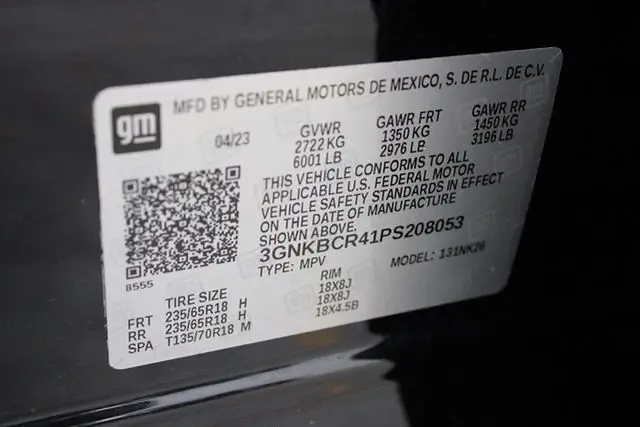 gm
MFD BY GENERAL MOTORS DE MEXICO, S. DE R.L. DE C.V.
04/23
GVWR
2722 KG
6001 LB
GAWR FRT
1350 KG
2976 LB
GAWR RR
1450 KG
3196 LB
THIS VEHICLE CONFORMS TO ALL
APPLICABLE U.S. FEDERAL MOTOR
VEHICLE SAFETY STANDARDS IN EFFECT
ON THE DATE OF MANUFACTURE
SHOWN ABOVE.
3GNKBCR41PS208053
TYPE: MPV
MODEL: 131NK26
8555
TIRE SIZE
RIM
FRT 235/65R18 H 18X8J
RR 235/65R18 H 18X8J
SPA T135/70R18 M 18X4.5B